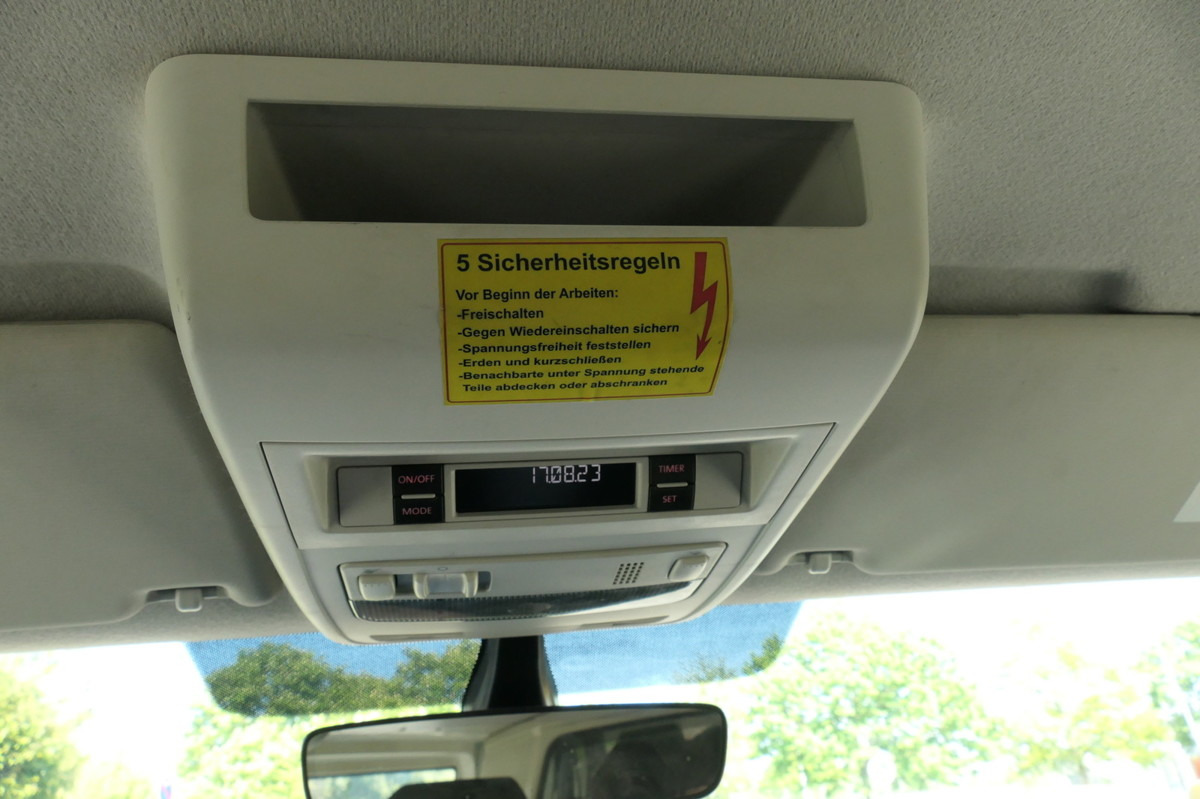 5 Sicherheitsregeln
Vor Beginn der Arbeiten:
-Freischalten
-Gegen Wiedereinschalten sichern
-Spannungsfreiheit feststellen
-Erden und kurzschließen
-Benachbarte unter Spannung stehende
Teile abdecken oder abschranken
ON/OFF
MODE
17.08.23
TIMER
SET